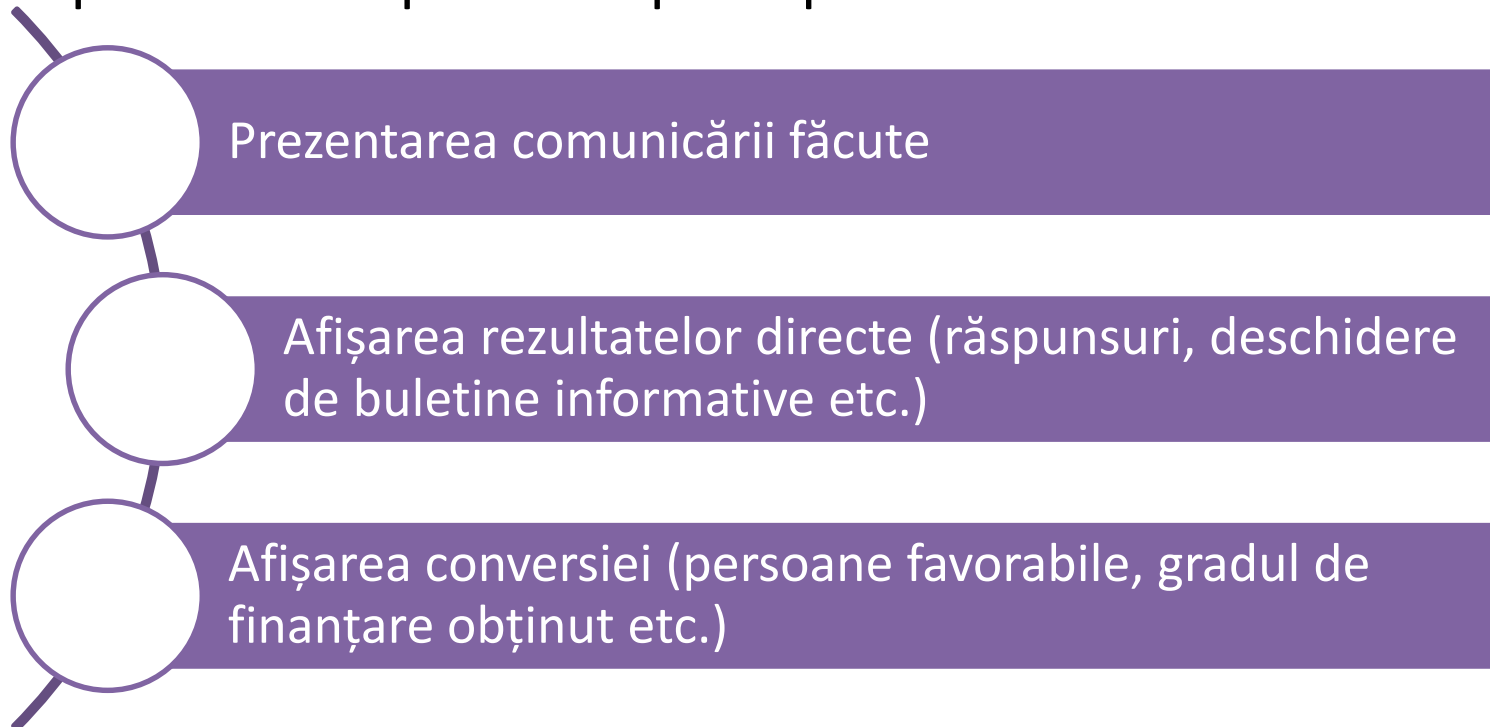 Prezentarea comunicării făcute
Afișarea rezultatelor directe (răspunsuri, deschidere
de buletine informative etc.)
Afișarea conversiei (persoane favorabile, gradul de
finanțare obținut etc.)